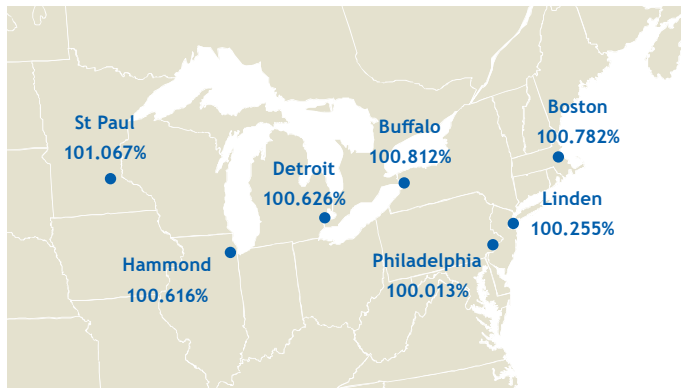 St Paul
101.067%
Hammond
100.616%
Detroit
100.626%
Buffalo
100.812%
Boston
100.782%
Linden
100.255%
Philadelphia
100.013%